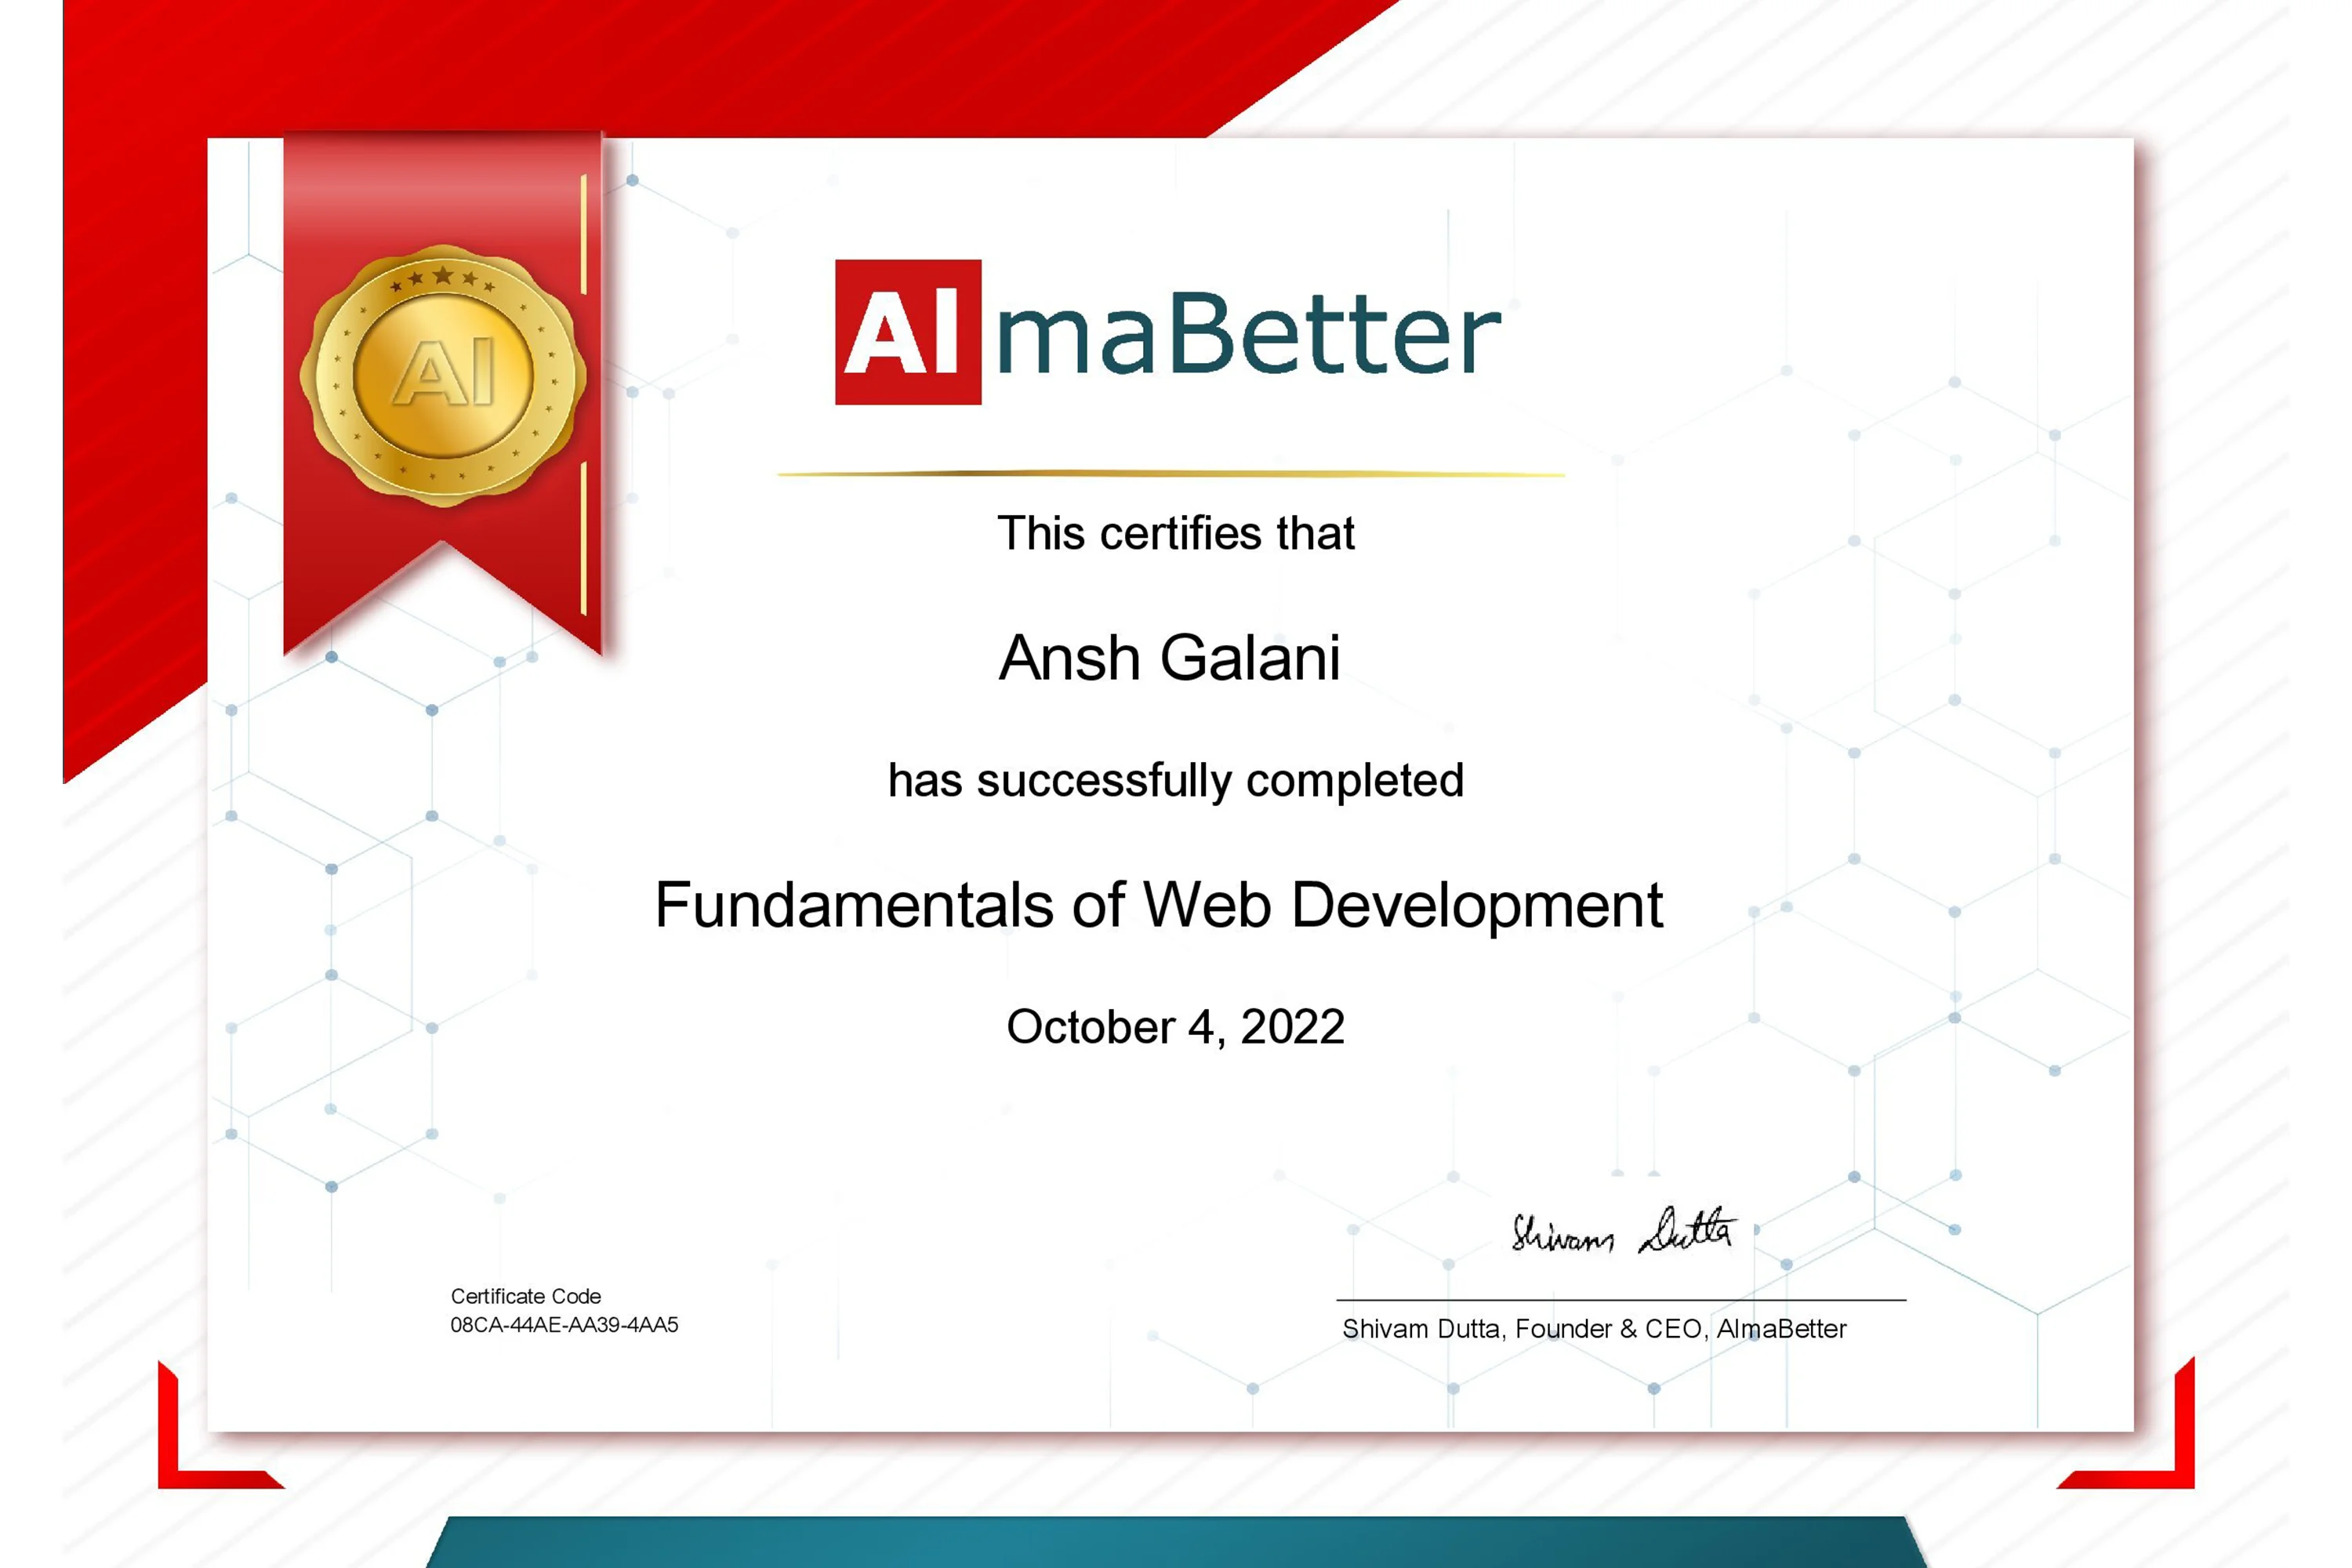 AI
AlmaBetter
This certifies that
Ansh Galani
has successfully completed
Fundamentals of Web Development
October 4, 2022
Shivam Dutta
Certificate Code
08CA-44AE-AA39-4AA5
Shivam Dutta, Founder & CEO, AlmaBetter